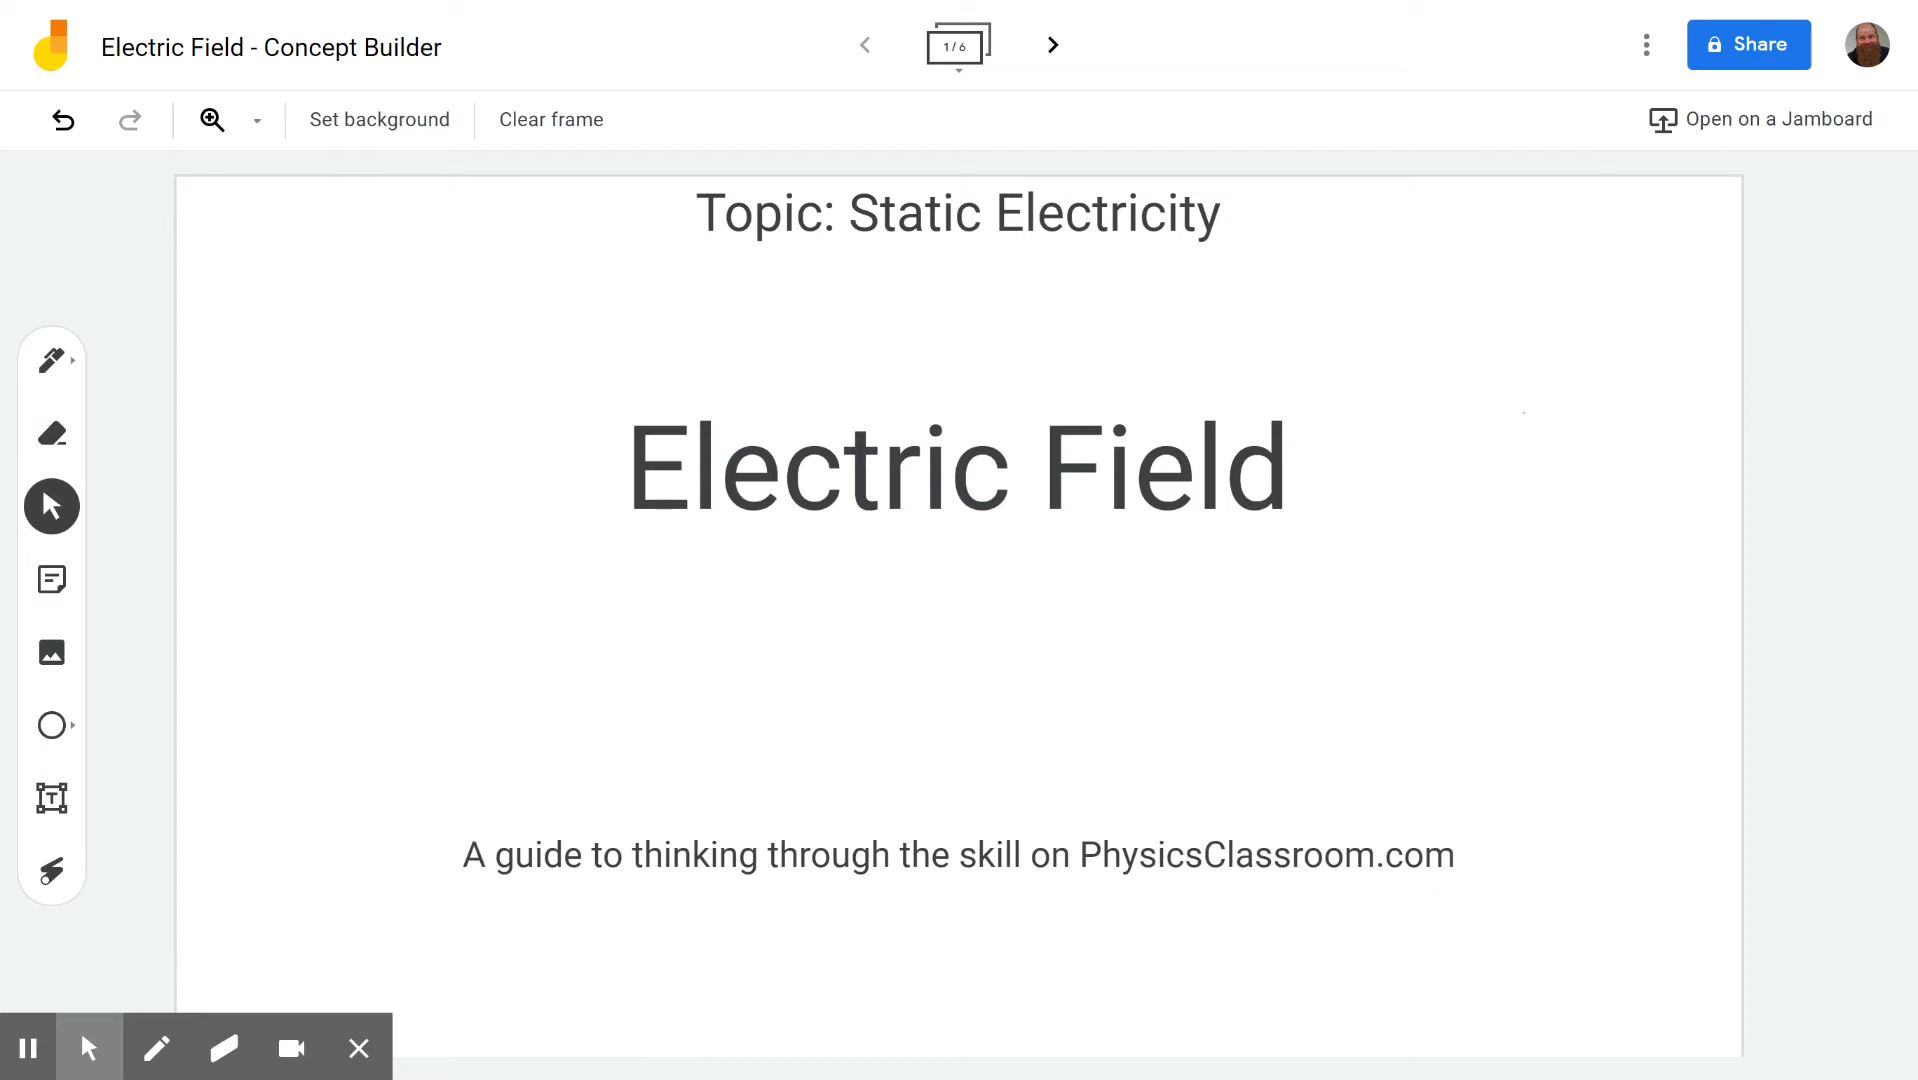 Electric Field - Concept Builder
1 / 6
Share
Set background
Clear frame
Open on a Jamboard
Topic: Static Electricity
Electric Field
A guide to thinking through the skill on PhysicsClassroom.com